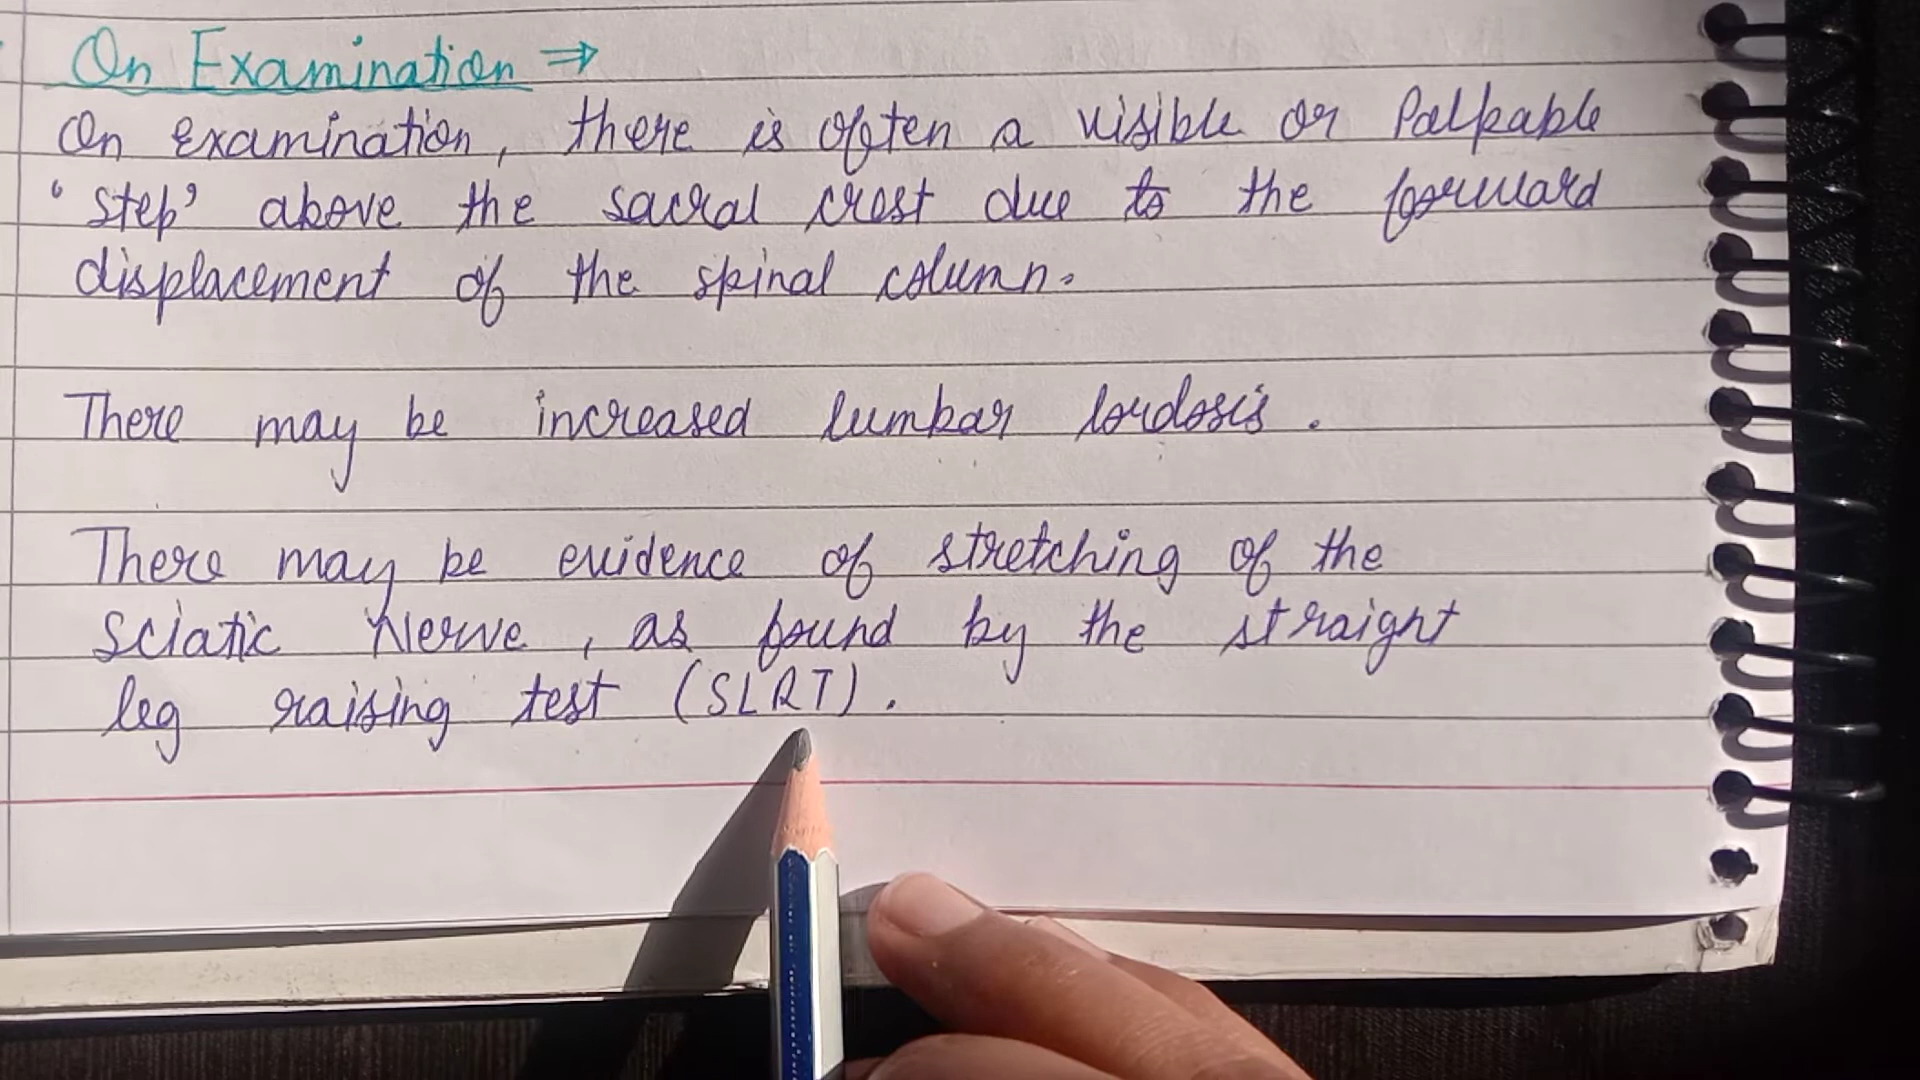 On Examination ⇒
On examination, there is often a visible or Palpable
'step' above the sacral crest due to the forward
displacement of the spinal column.
There may be increased lumbar lordosis.
There may be evidence of stretching of the
sciatic Nerve, as found by the straight
leg raising test (SLRT).